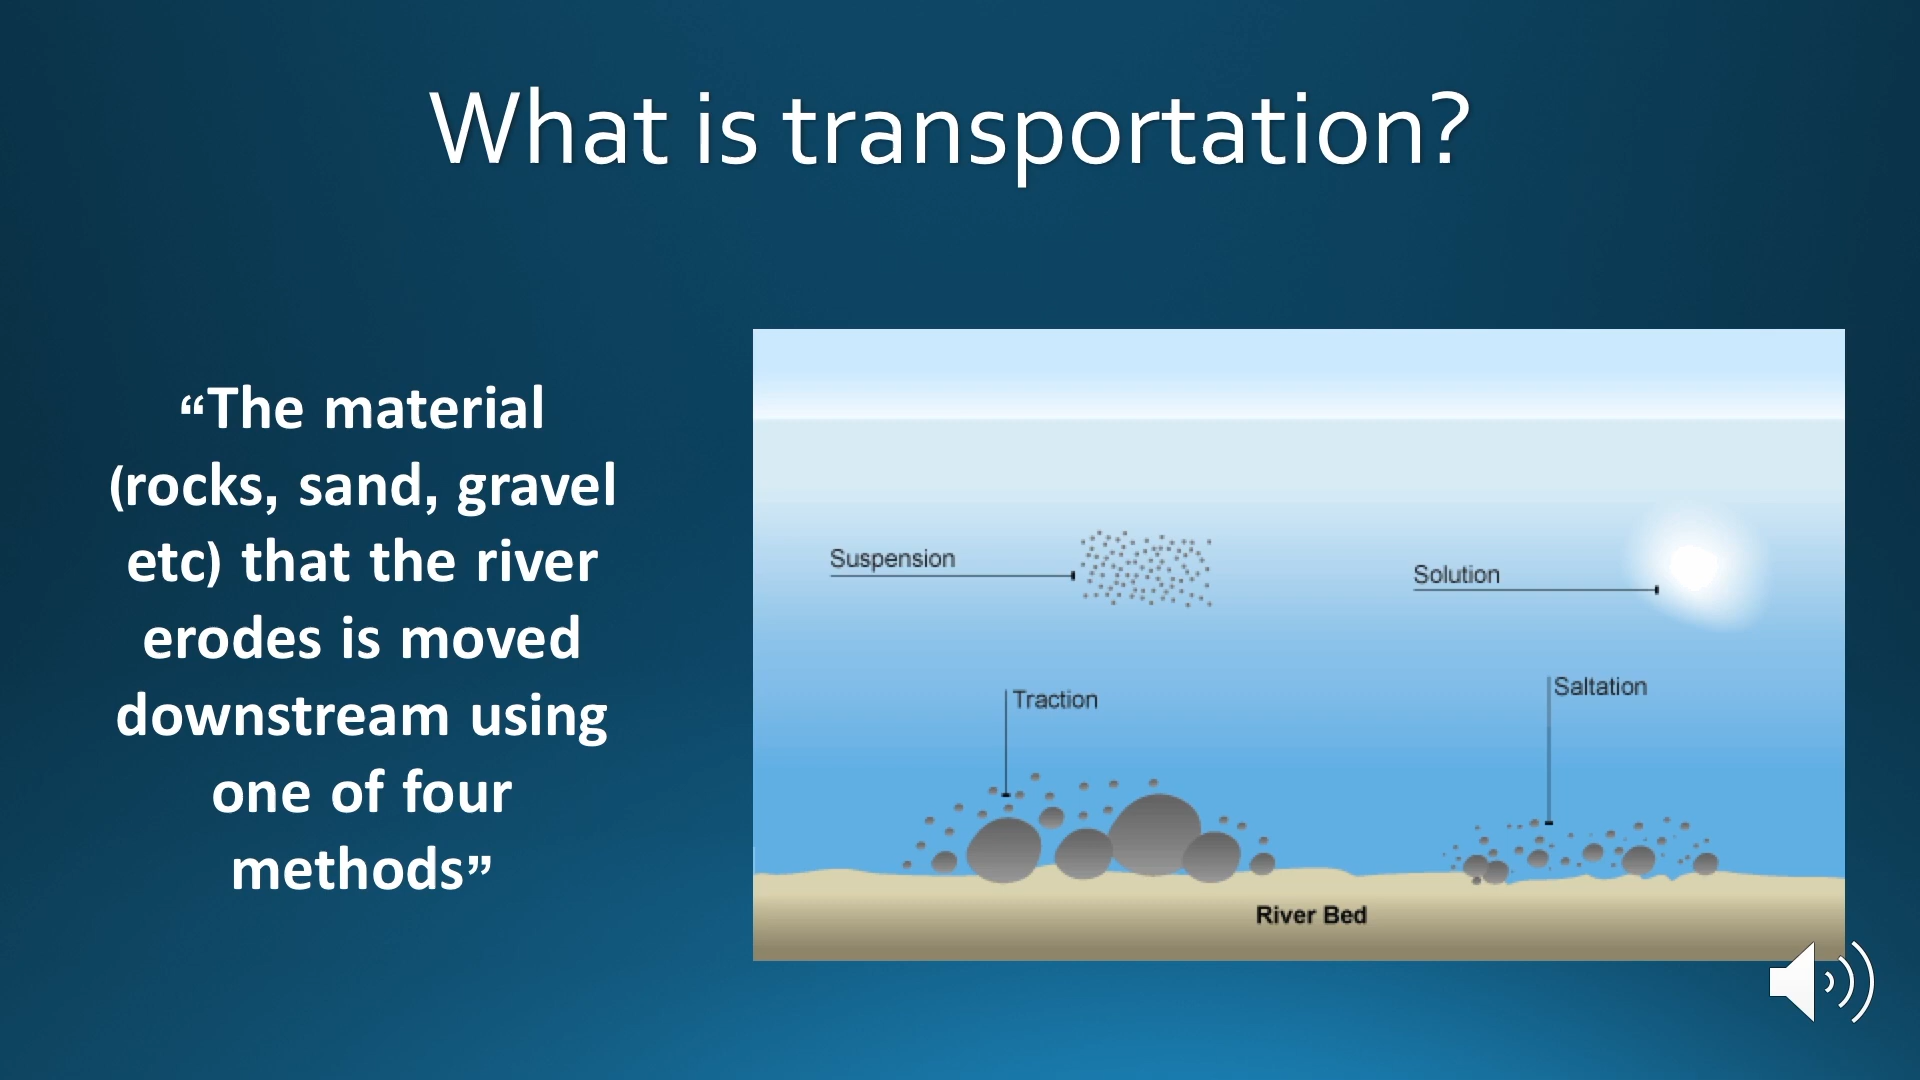 What is transportation?
“The material
(rocks, sand, gravel
etc) that the river
erodes is moved
downstream using
one of four
methods”
Suspension
Solution
Traction
Saltation
River Bed